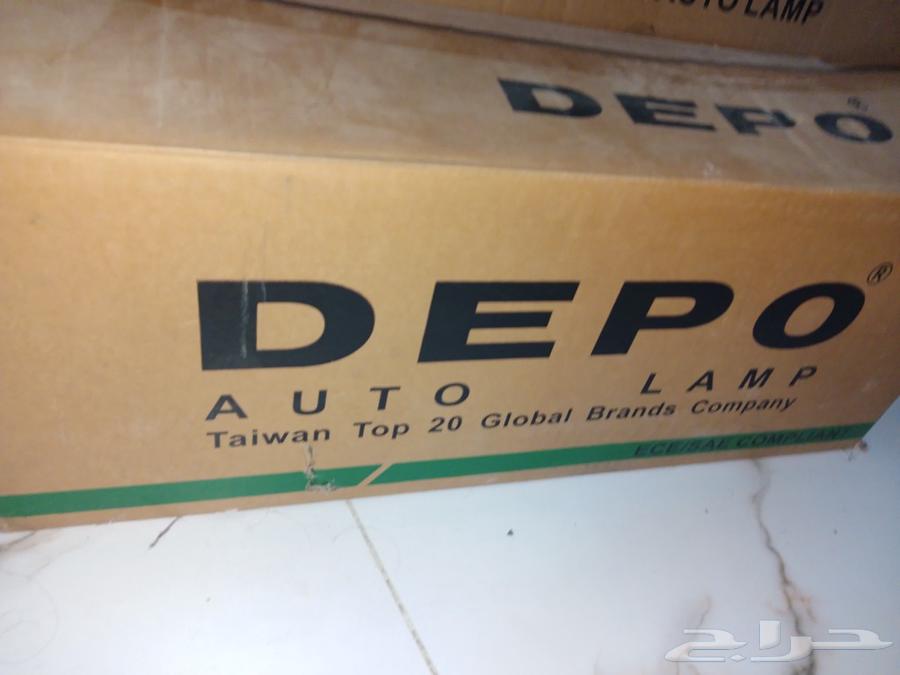 AUTO LAMP
DEPO®
DEPO®
AUTO LAMP
Taiwan Top 20 Global Brands Company
ECE/SAE COMPLIANT
حراج